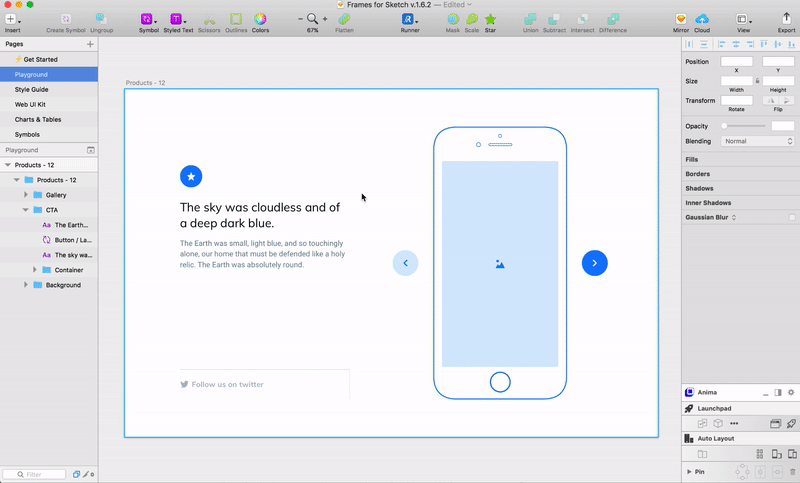 Frames for Sketch v.1.6.2 — Edited
Insert
Create Symbol
Ungroup
Symbol
Styled Text
Scissors
Outlines
Colors
67%
Flatten
Runner
Mask
Scale
Star
Union
Subtract
Intersect
Difference
Mirror
Cloud
View
Export
Pages
⚡ Get Started
Playground
Style Guide
Web UI Kit
Charts & Tables
Symbols
Playground
Products - 12
Products - 12
Gallery
CTA
Aa The Earth...
Button / La...
Aa The sky wa...
Container
Background
Filter
0
Products - 12
The sky was cloudless and of
a deep dark blue.
The Earth was small, light blue, and so touchingly
alone, our home that must be defended like a holy
relic. The Earth was absolutely round.
Follow us on twitter
Position
X
Y
Size
Width
Height
Transform
Rotate
Flip
Opacity
Blending
Normal
Fills
Borders
Shadows
Inner Shadows
Gaussian Blur
Anima
Launchpad
Auto Layout
Pin